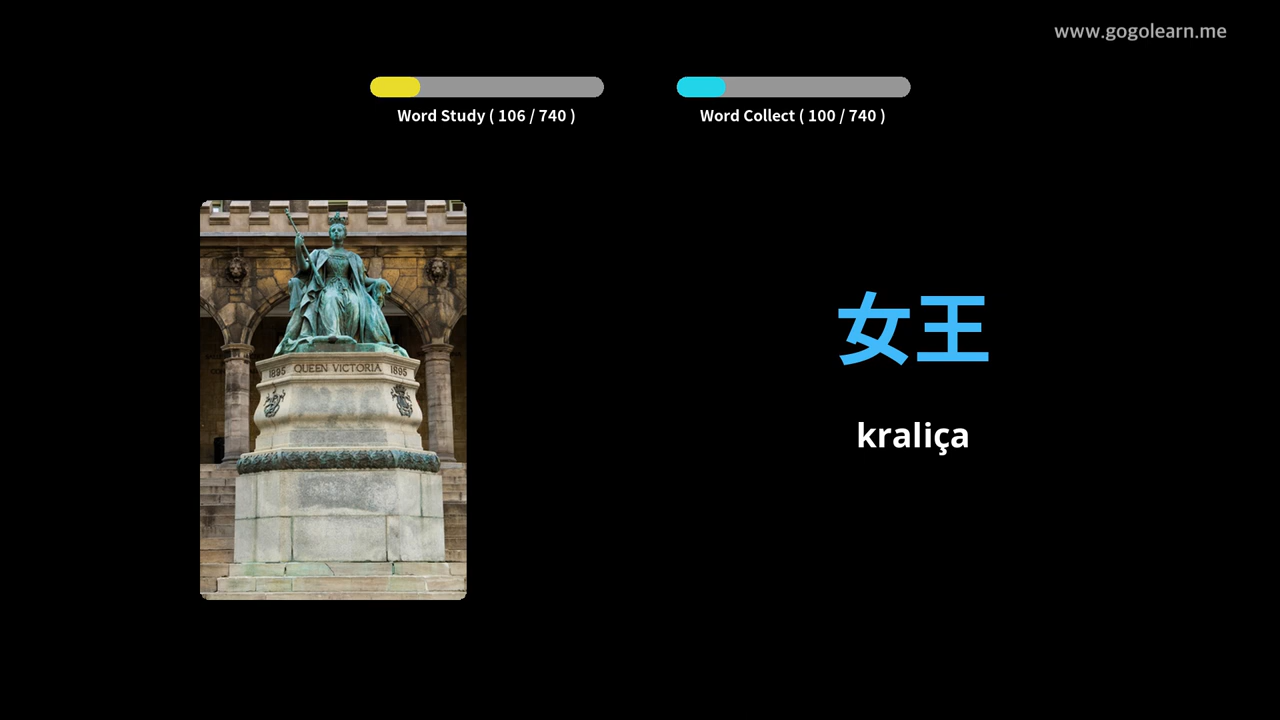 www.gogolearn.me
Word Study ( 106 / 740 )
Word Collect ( 100 / 740 )
1895 QUEEN VICTORIA 1895
女王
kraliça